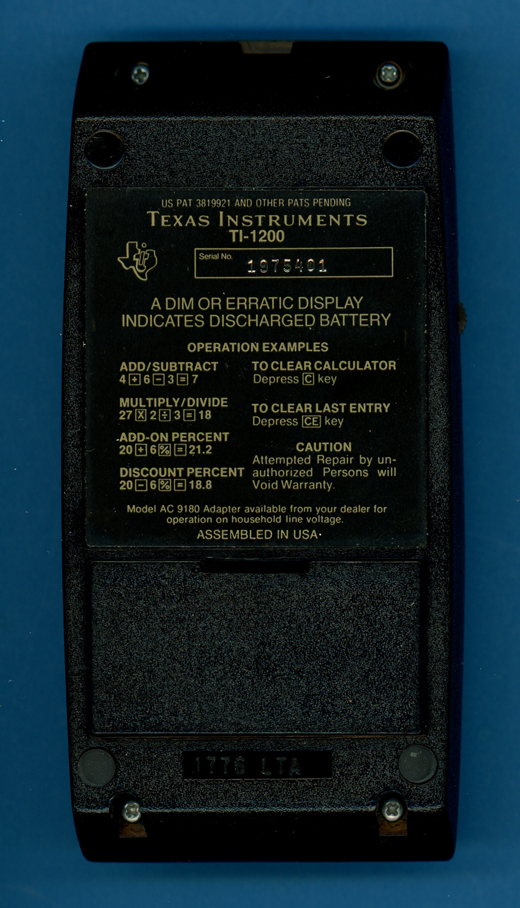 US PAT 3819921 AND OTHER PATS PENDING
TEXAS INSTRUMENTS
TI-1200
Serial No. 1975401
A DIM OR ERRATIC DISPLAY
INDICATES DISCHARGED BATTERY
OPERATION EXAMPLES
ADD/SUBTRACT
4 + 6 − 3 = 7
MULTIPLY/DIVIDE
27 X 2 ÷ 3 = 18
ADD-ON PERCENT
20 + 6 % = 21.2
DISCOUNT PERCENT
20 − 6 % = 18.8
TO CLEAR CALCULATOR
Depress C key
TO CLEAR LAST ENTRY
Depress CE key
CAUTION
Attempted Repair by un-
authorized Persons will
Void Warranty.
Model AC 9180 Adapter available from your dealer for
operation on household line voltage.
ASSEMBLED IN USA
1776 LTA